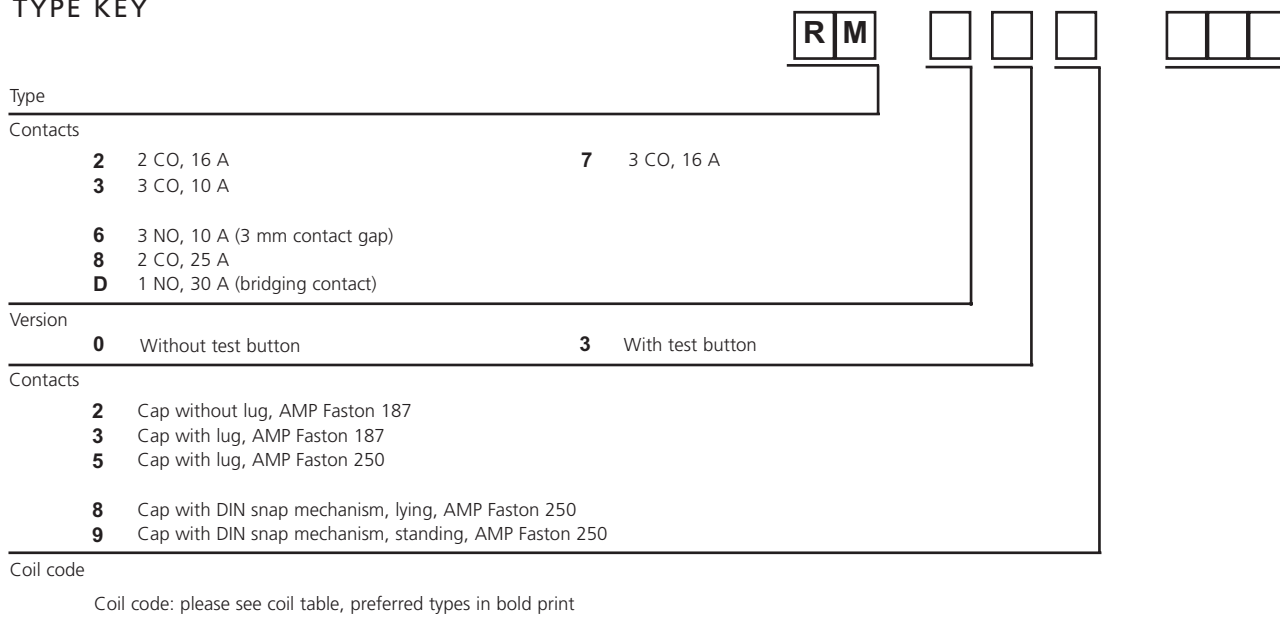 TYPE KEY
R M
Type
Contacts
2 2 CO, 16 A 7 3 CO, 16 A
3 3 CO, 10 A
6 3 NO, 10 A (3 mm contact gap)
8 2 CO, 25 A
D 1 NO, 30 A (bridging contact)
Version
0 Without test button 3 With test button
Contacts
2 Cap without lug, AMP Faston 187
3 Cap with lug, AMP Faston 187
5 Cap with lug, AMP Faston 250
8 Cap with DIN snap mechanism, lying, AMP Faston 250
9 Cap with DIN snap mechanism, standing, AMP Faston 250
Coil code
Coil code: please see coil table, preferred types in bold print